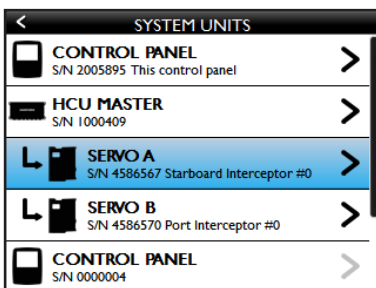 SYSTEM UNITS
CONTROL PANEL
S/N 2005895 This control panel
HCU MASTER
S/N 1000409
SERVO A
S/N 4586567 Starboard Interceptor #0
SERVO B
S/N 4586570 Port Interceptor #0
CONTROL PANEL
S/N 0000004